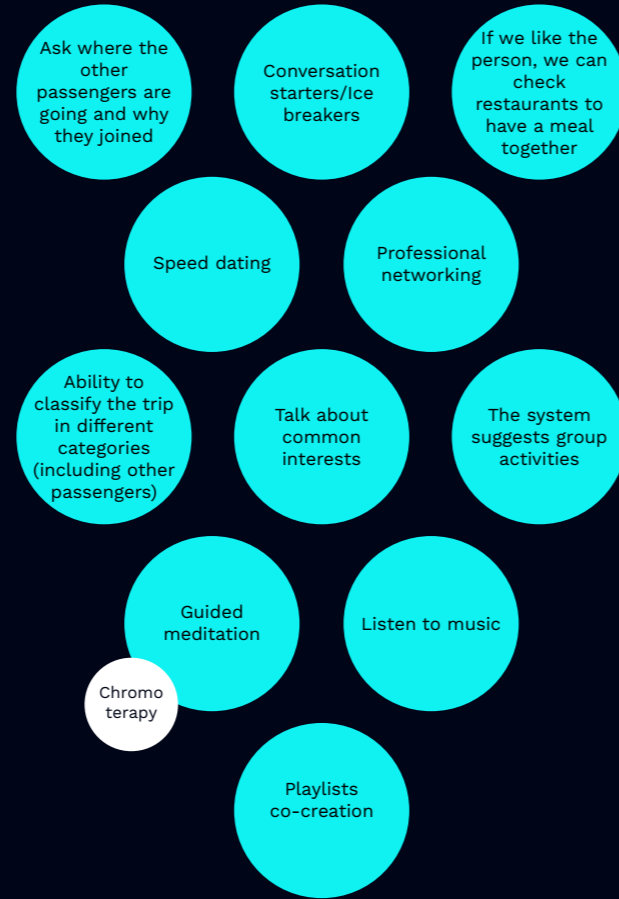 Ask where the
other
passengers are
going and why
they joined
Conversation
starters/Ice
breakers
If we like the
person, we can
check
restaurants to
have a meal
together
Speed dating
Professional
networking
Ability to
classify the trip
in different
categories
(including other
passengers)
Talk about
common
interests
The system
suggests group
activities
Guided
meditation
Listen to music
Chromo
terapy
Playlists
co-creation